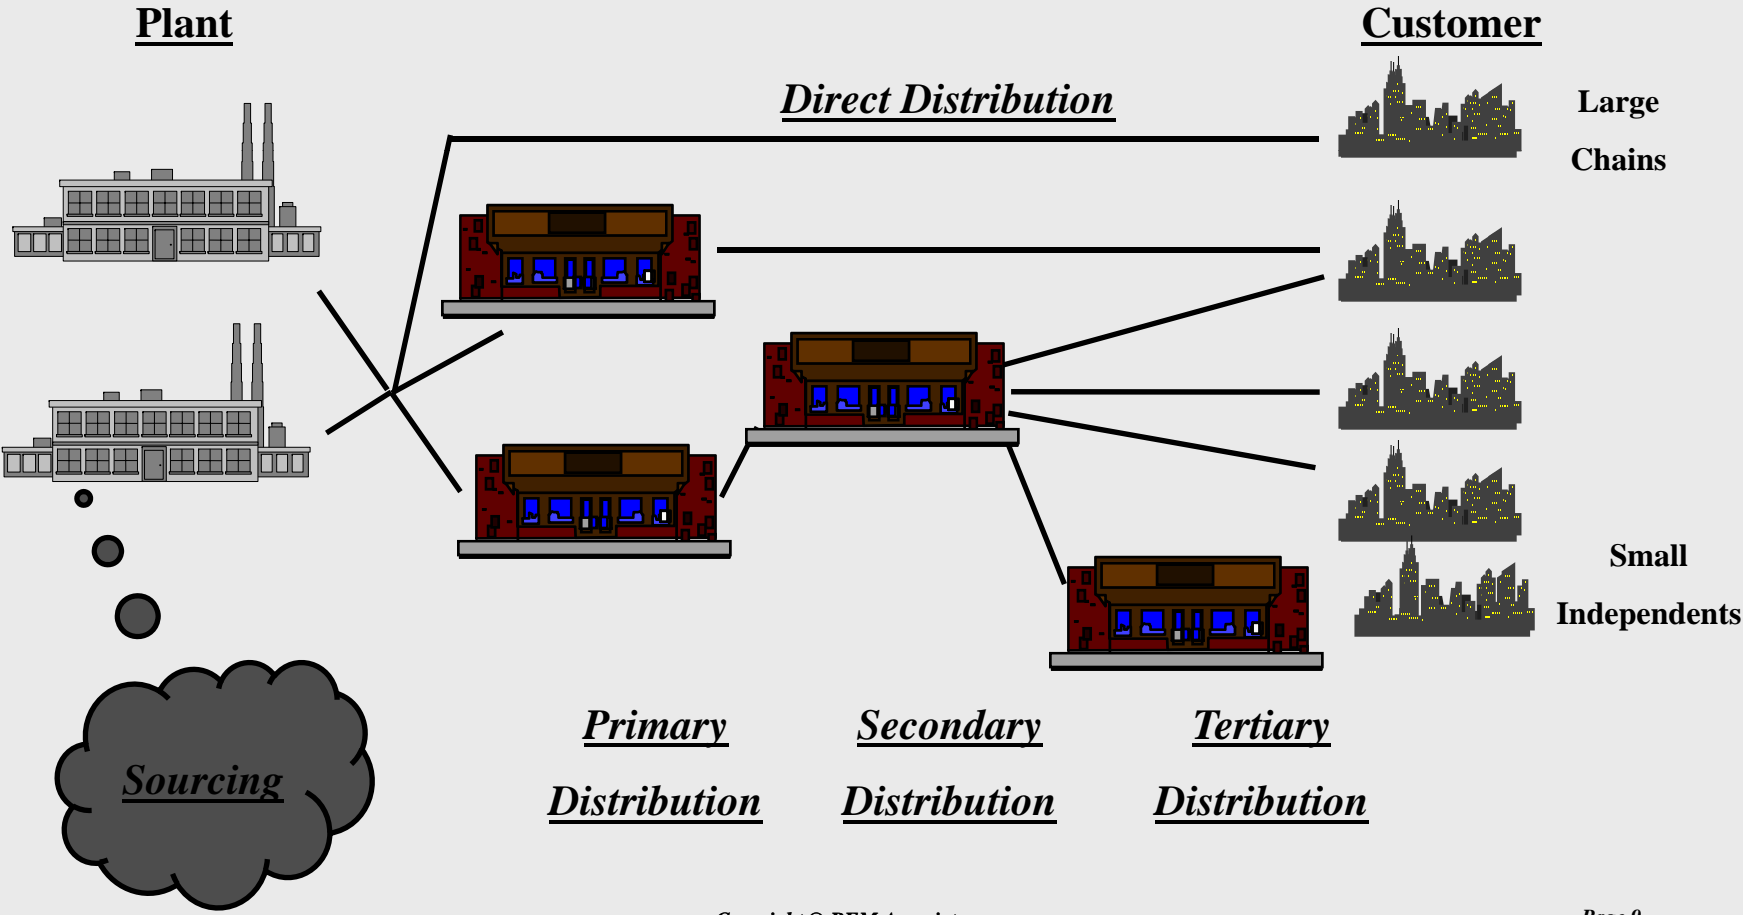 Plant
Customer
Direct Distribution
Large
Chains
Small
Independents
Primary
Distribution
Secondary
Distribution
Tertiary
Distribution
Sourcing